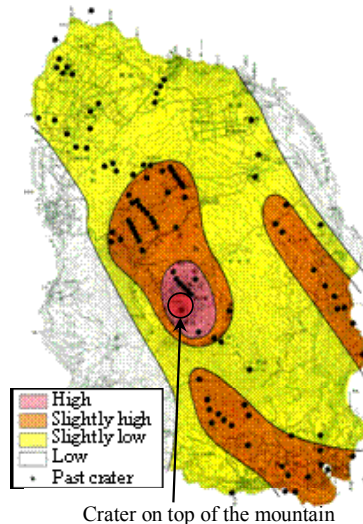 High
Slightly high
Slightly low
Low
Past crater
Crater on top of the mountain